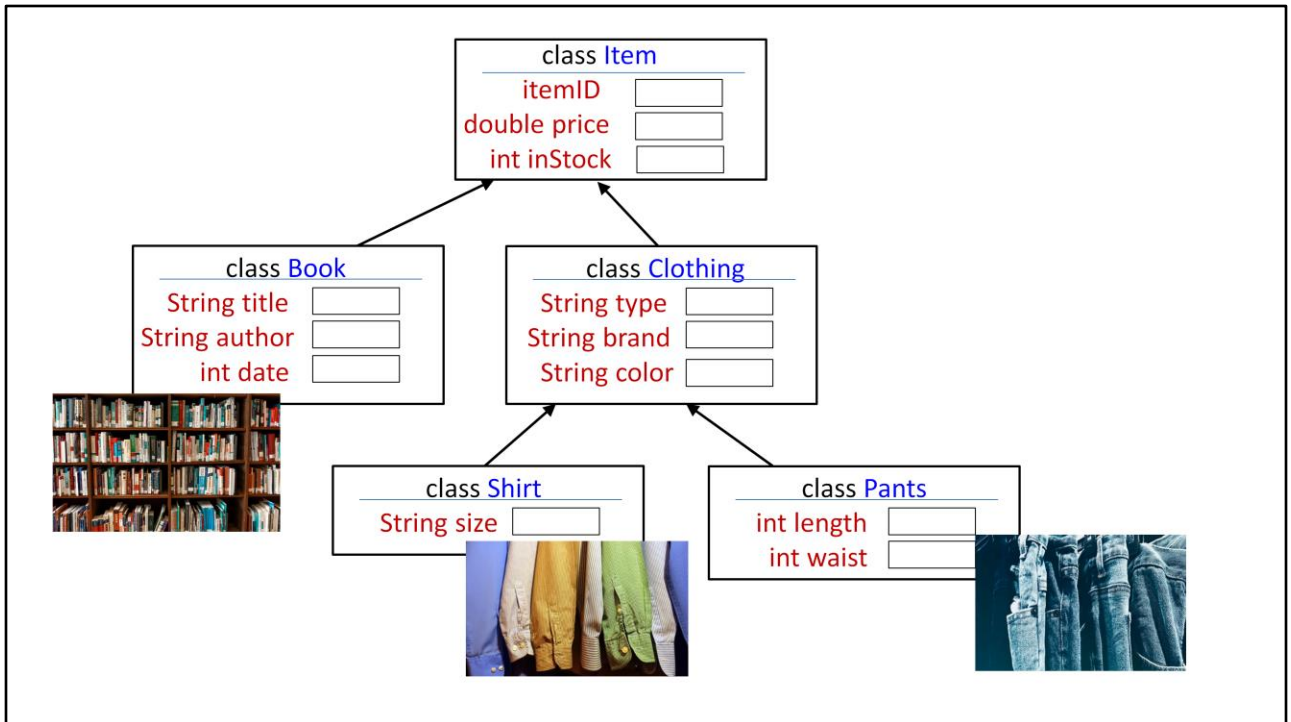 class Item
itemID
double price
int inStock
class Book
String title
String author
int date
class Clothing
String type
String brand
String color
class Shirt
String size
class Pants
int length
int waist